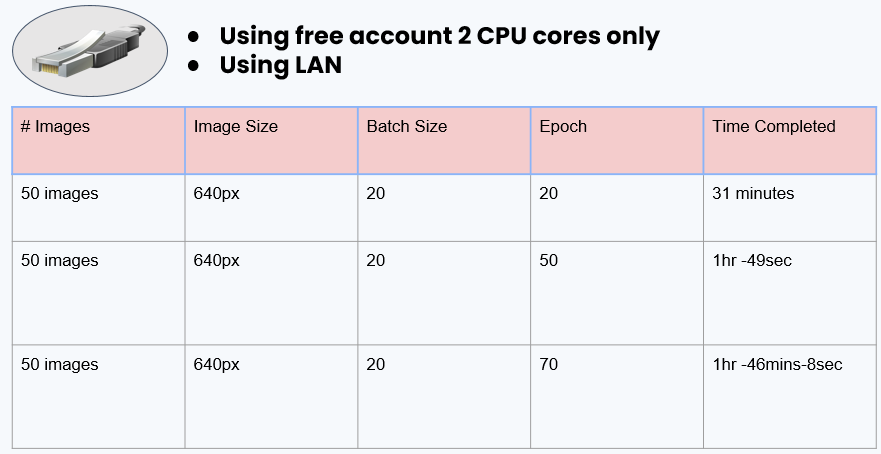 ● Using free account 2 CPU cores only
● Using LAN
# Images Image Size Batch Size Epoch Time Completed
50 images 640px 20 20 31 minutes
50 images 640px 20 50 1hr -49sec
50 images 640px 20 70 1hr -46mins-8sec